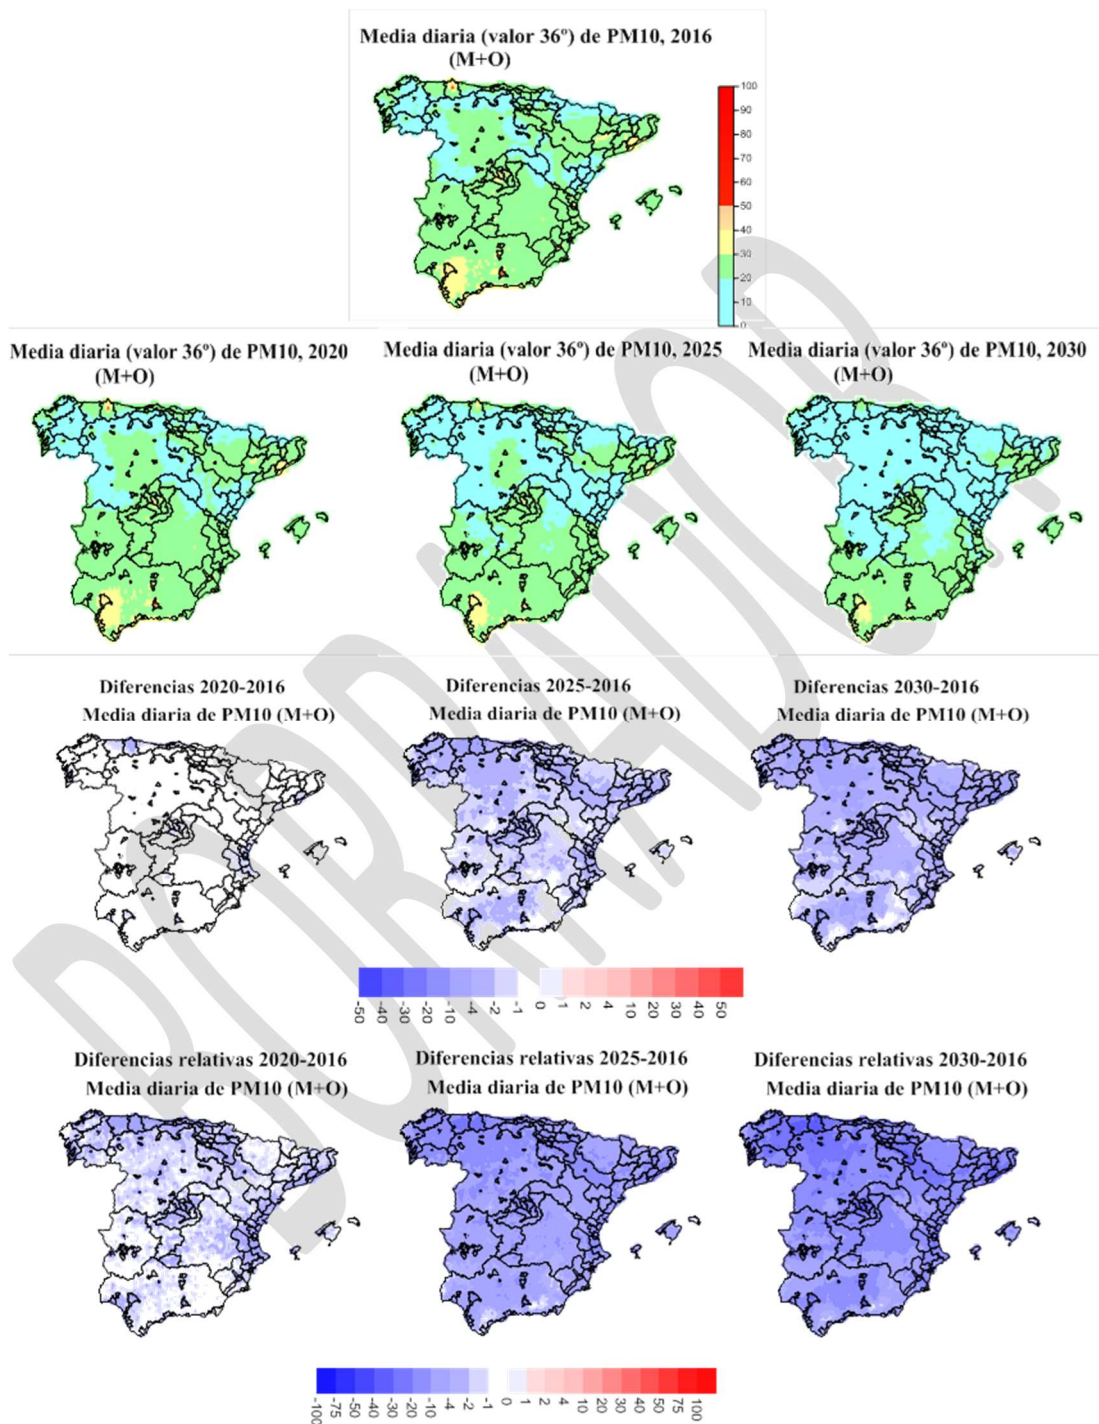 Media diaria (valor 36º) de PM10, 2016
(M+O)
100
90
80
70
60
50
40
30
20
10
0
Media diaria (valor 36º) de PM10, 2020
(M+O)
Media diaria (valor 36º) de PM10, 2025
(M+O)
Media diaria (valor 36º) de PM10, 2030
(M+O)
Diferencias 2020-2016
Media diaria de PM10 (M+O)
Diferencias 2025-2016
Media diaria de PM10 (M+O)
Diferencias 2030-2016
Media diaria de PM10 (M+O)
-50 -40 -30 -20 -10 -4 -2 -1 0 1 2 4 10 20 30 40 50
Diferencias relativas 2020-2016
Media diaria de PM10 (M+O)
Diferencias relativas 2025-2016
Media diaria de PM10 (M+O)
Diferencias relativas 2030-2016
Media diaria de PM10 (M+O)
-100 -75 -50 -40 -30 -20 -10 -4 -2 -1 0 1 2 4 10 20 30 40 50 75 100
BORRADOR